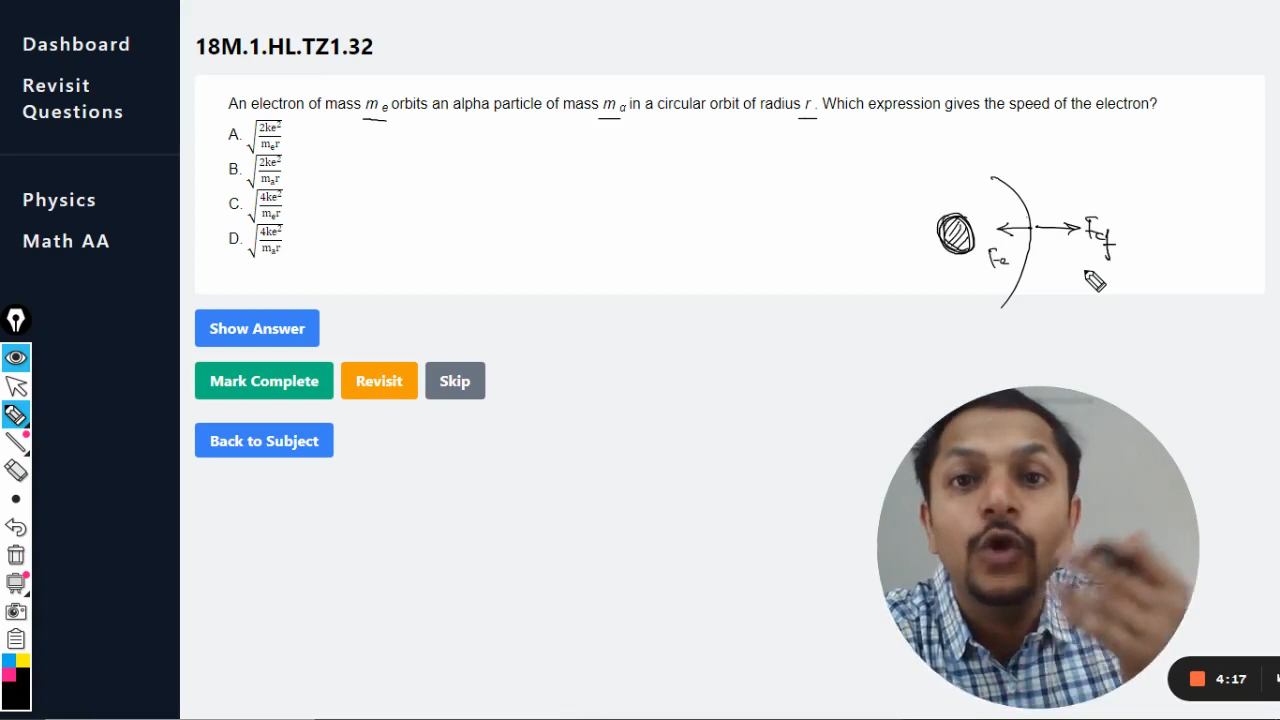 Dashboard
Revisit
Questions
Physics
Math AA
18M.1.HL.TZ1.32
An electron of mass m e orbits an alpha particle of mass m α in a circular orbit of radius r . Which expression gives the speed of the electron?
A. √(2ke²/mₑr)
B. √(2ke²/mₐr)
C. √(4ke²/mₑr)
D. √(4ke²/mₐr)
Fe
Fcf
Show Answer
Mark Complete
Revisit
Skip
Back to Subject
4:17